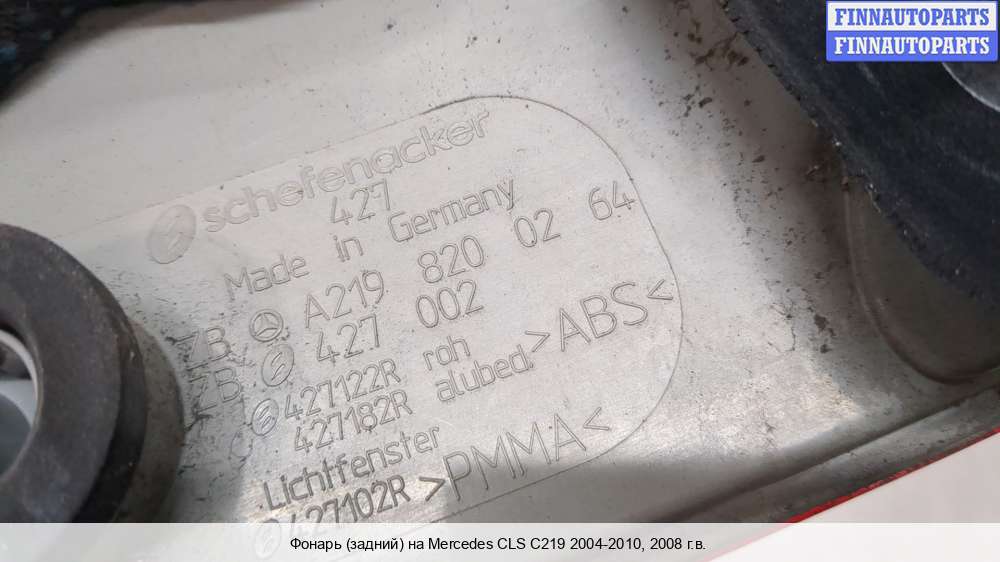 FINNAUTOPARTS
FINNAUTOPARTS
schefenacker
427
Made in Germany
ZB A219 820 02 64
ZB 427 002
427122R roh
427182R alubed. >ABS<
Lichtfenster
427102R >PMMA<
Фонарь (задний) на Mercedes CLS C219 2004-2010, 2008 г.в.